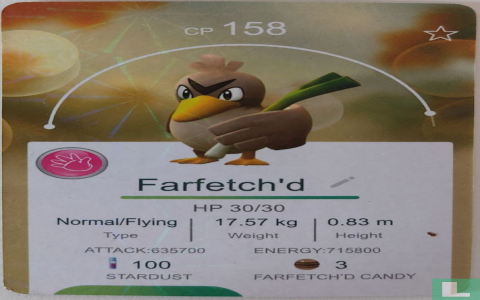 CP 158
Farfetch'd
HP 30/30
Normal/Flying 17.57 kg 0.83 m
Type Weight Height
ATTACK:635700 ENERGY:715800
100 3
STARDUST FARFETCH'D CANDY
L